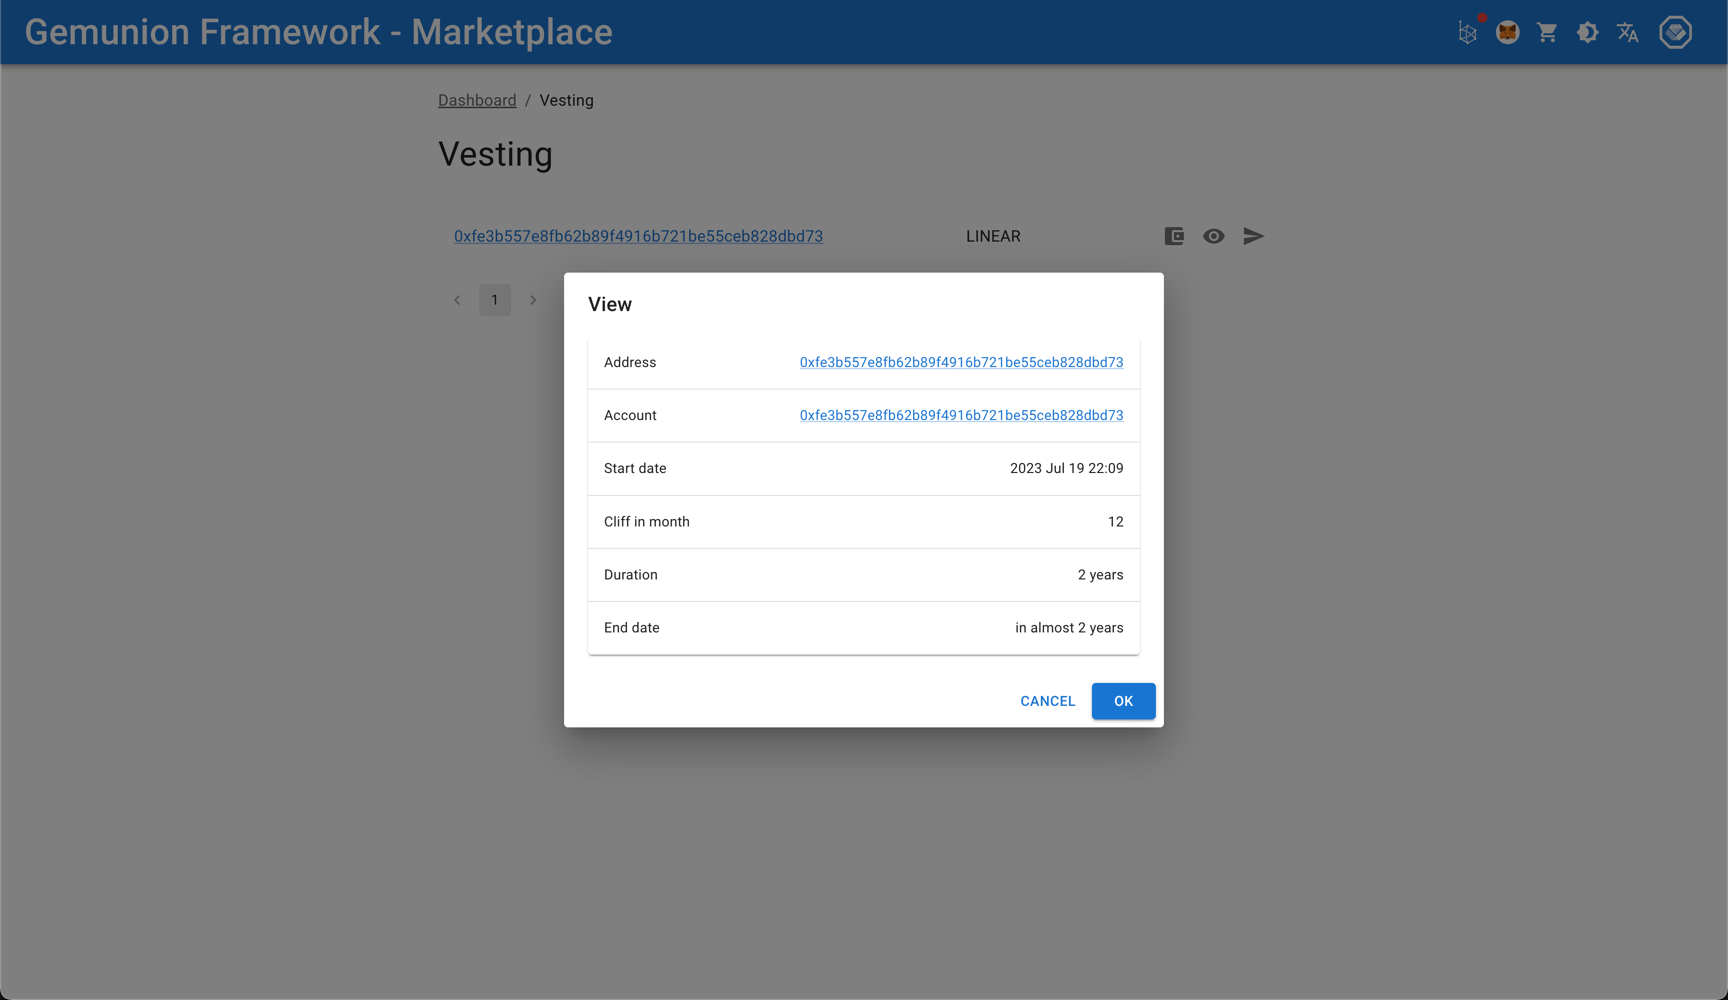 Gemunion Framework - Marketplace
Dashboard / Vesting
Vesting
0xfe3b557e8fb62b89f4916b721be55ceb828dbd73 LINEAR
1
View
Address 0xfe3b557e8fb62b89f4916b721be55ceb828dbd73
Account 0xfe3b557e8fb62b89f4916b721be55ceb828dbd73
Start date 2023 Jul 19 22:09
Cliff in month 12
Duration 2 years
End date in almost 2 years
CANCEL OK